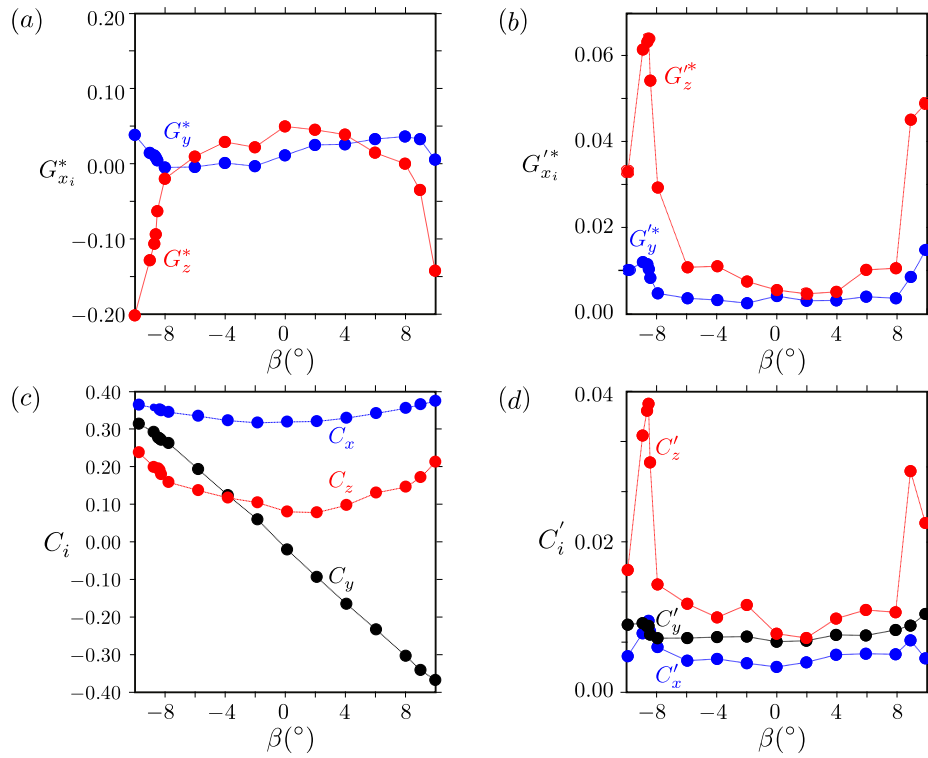 (a)
0.20
0.10
0.00
−0.10
−0.20
G*xᵢ
G*y
G*z
−8 −4 0 4 8
β(°)
(b)
0.06
0.04
0.02
0.00
G′*xᵢ
G′*z
G′*y
−8 −4 0 4 8
β(°)
(c)
0.40
0.30
0.20
0.10
0.00
−0.10
−0.20
−0.30
−0.40
Cᵢ
Cx
Cz
Cy
−8 −4 0 4 8
β(°)
(d)
0.04
0.02
0.00
C′ᵢ
C′z
C′y
C′x
−8 −4 0 4 8
β(°)